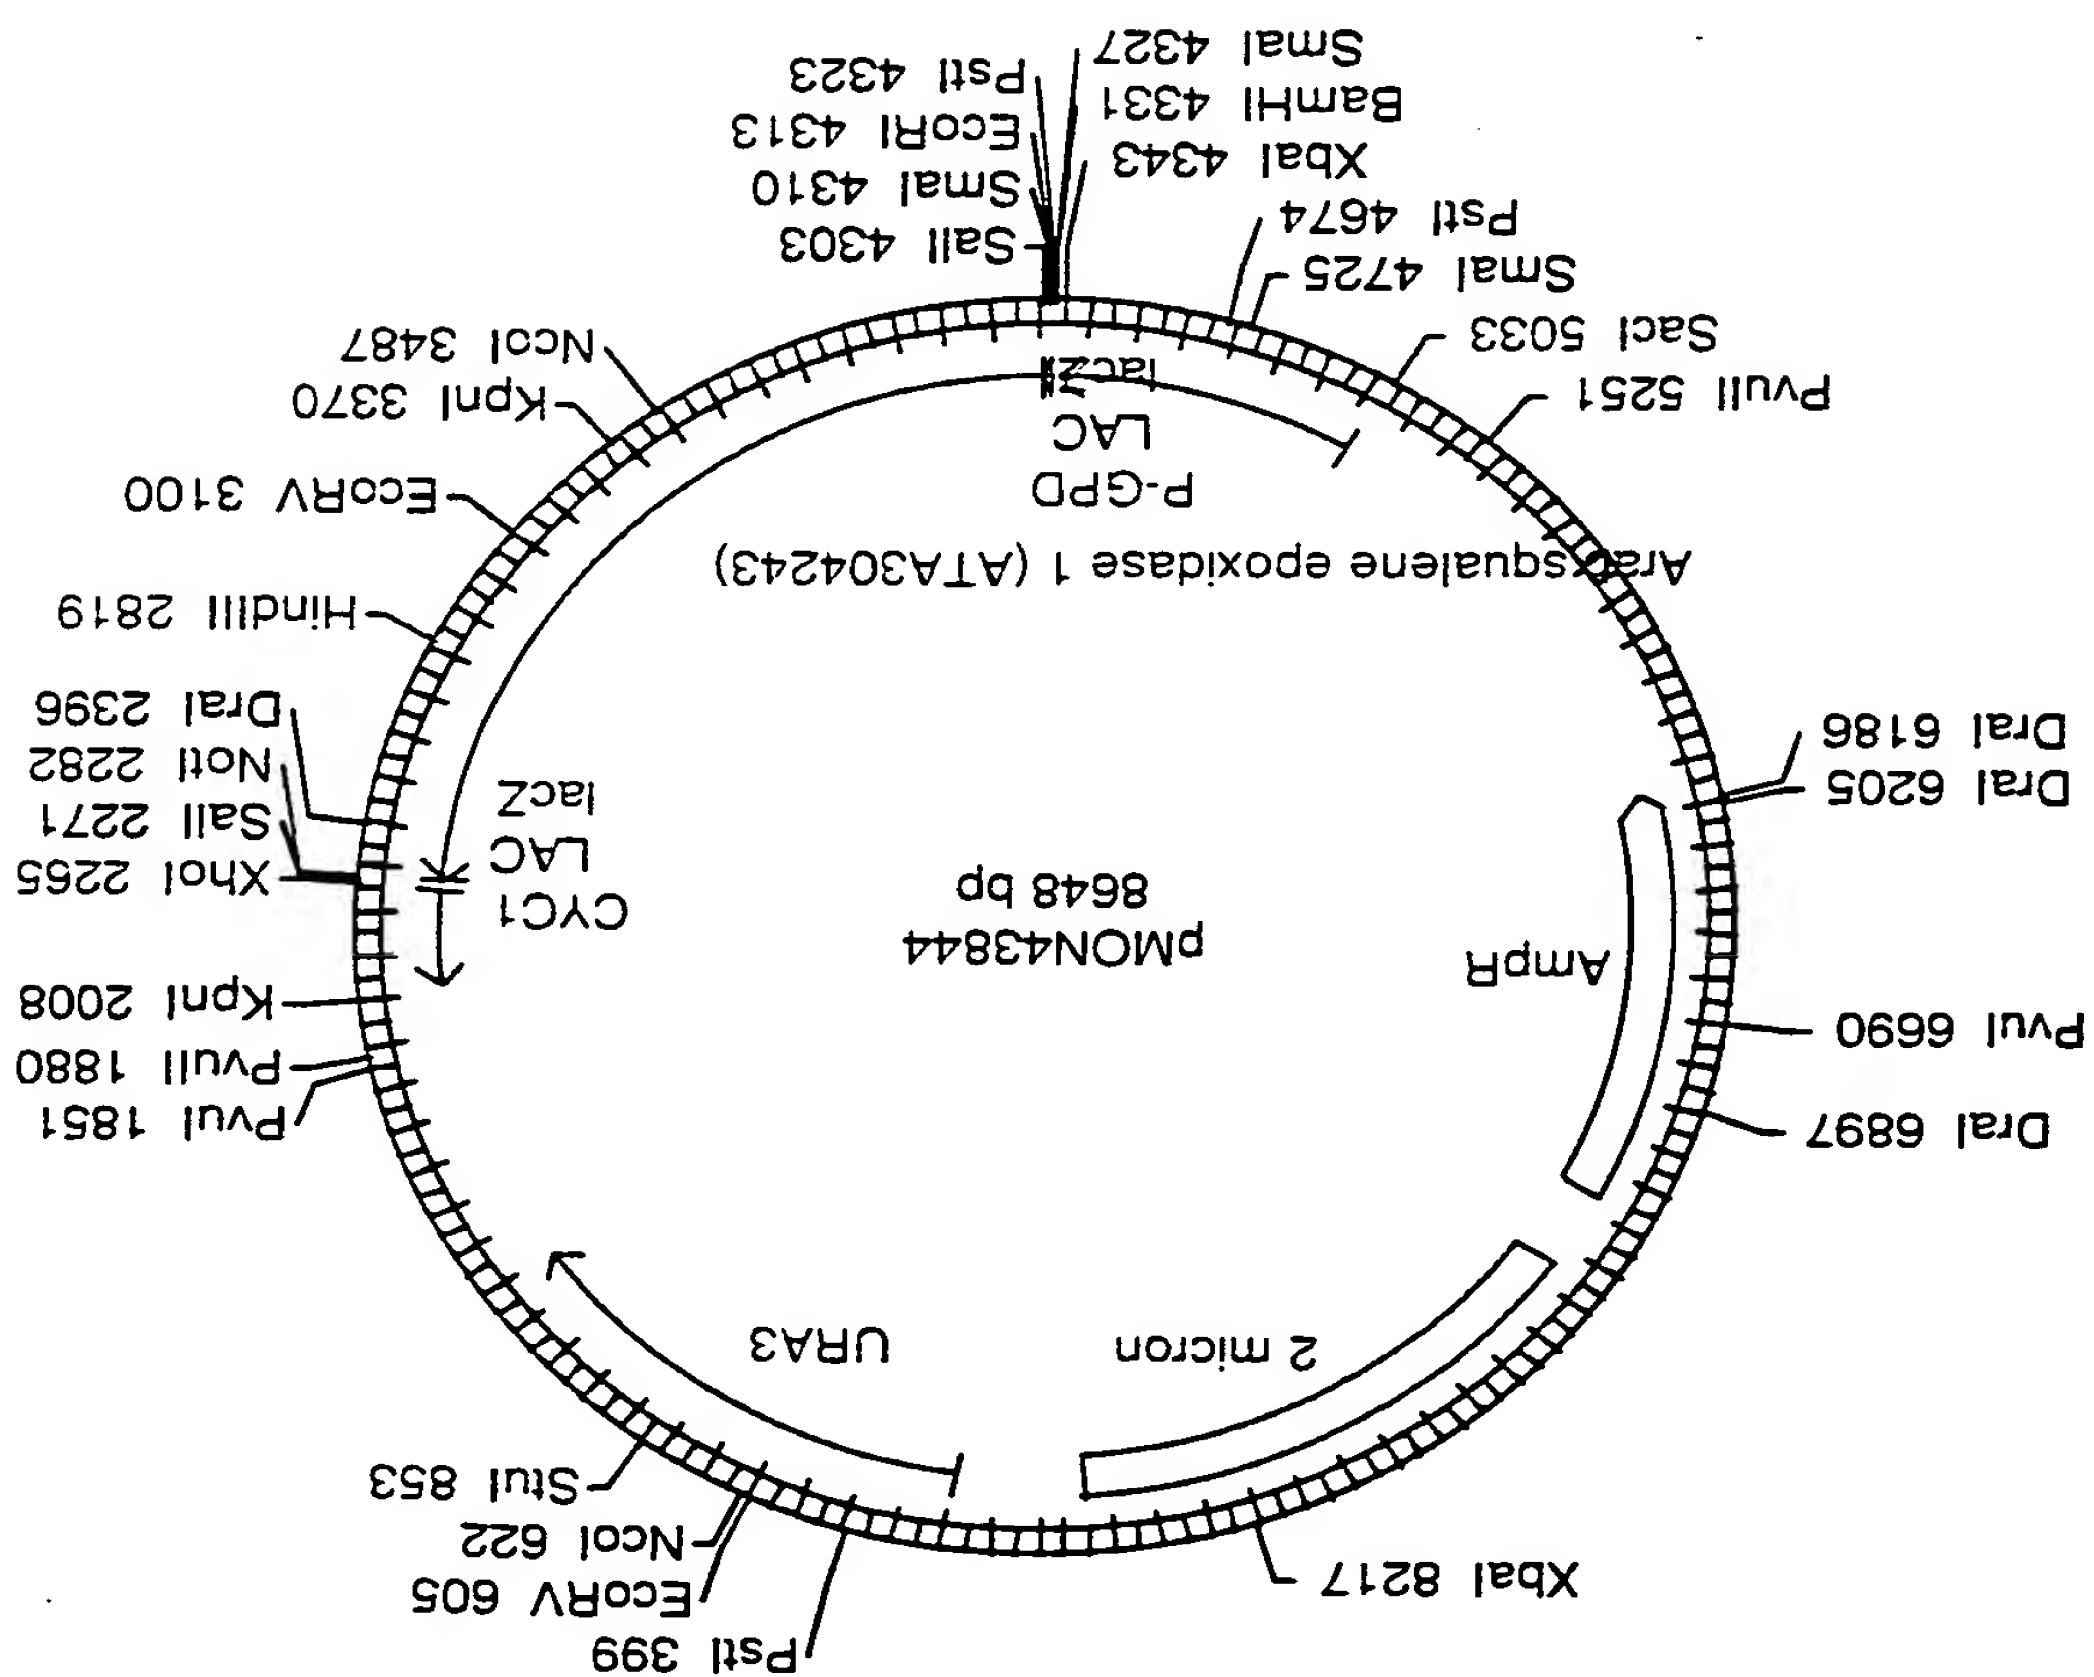 PstI 399
EcoRV 605
NcoI 622
StuI 853
XbaI 8217
URA3
2 micron
PvuI 1851
PvuII 1880
KpnI 2008
DraI 6897
PvuI 6690
AmpR
pMON43844
8648 bp
CYC1
LAC
lacZ
XhoI 2265
SalI 2271
NotI 2282
DraI 2396
DraI 6205
DraI 6186
HindIII 2819
Arab squalene epoxidase 1 (ATA304243)
EcoRV 3100
P-GPD
LAC
lacZ
KpnI 3370
NcoI 3487
PvuII 5251
SacI 5033
SmaI 4725
PstI 4674
XbaI 4343
BamHI 4331
SmaI 4327
SalI 4303
SmaI 4310
EcoRI 4313
PstI 4323